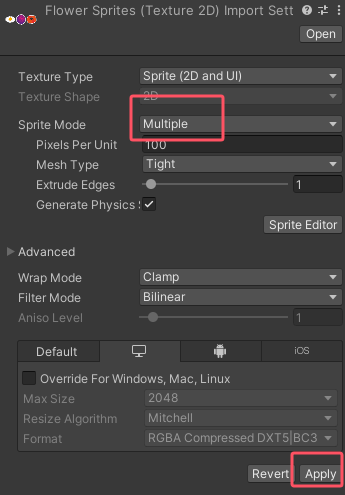 Flower Sprites (Texture 2D) Import Sett
Open
Texture Type Sprite (2D and UI)
Texture Shape 2D
Sprite Mode Multiple
Pixels Per Unit 100
Mesh Type Tight
Extrude Edges 1
Generate Physics S
Sprite Editor
Advanced
Wrap Mode Clamp
Filter Mode Bilinear
Aniso Level 1
Default iOS
Override For Windows, Mac, Linux
Max Size 2048
Resize Algorithm Mitchell
Format RGBA Compressed DXT5|BC3
Revert Apply